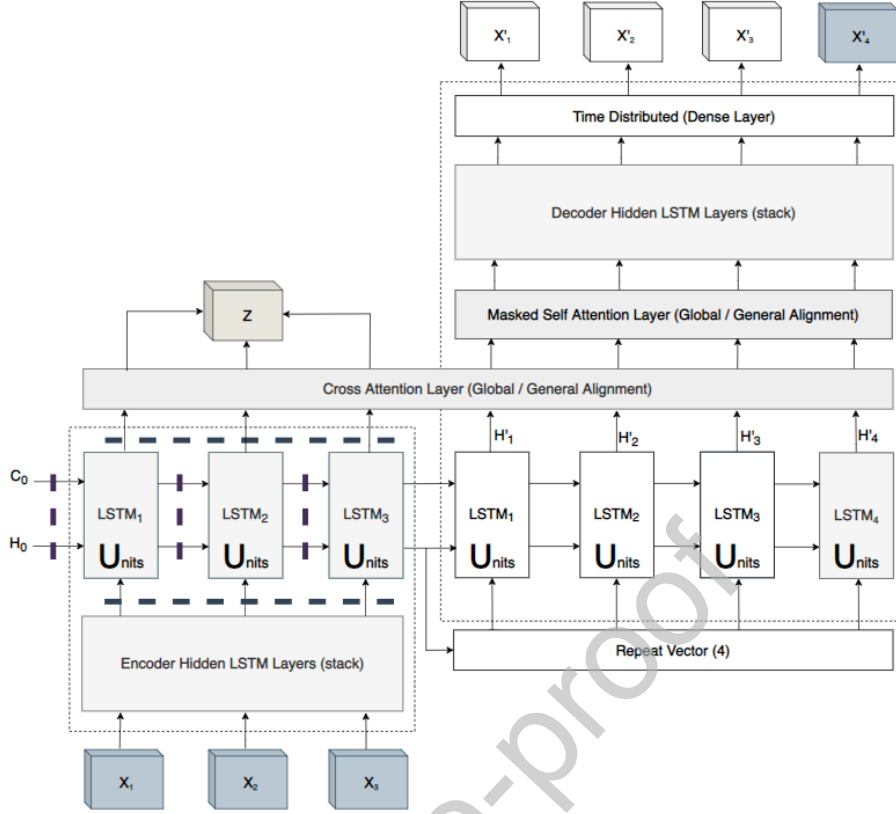 X'₁ X'₂ X'₃ X'₄
Time Distributed (Dense Layer)
Decoder Hidden LSTM Layers (stack)
Masked Self Attention Layer (Global / General Alignment)
Z
Cross Attention Layer (Global / General Alignment)
H'₁ H'₂ H'₃ H'₄
C₀
LSTM₁ LSTM₂ LSTM₃ LSTM₁ LSTM₂ LSTM₃ LSTM₄
H₀
Units Units Units Units Units Units Units
Encoder Hidden LSTM Layers (stack)
Repeat Vector (4)
X₁ X₂ X₃
-proof